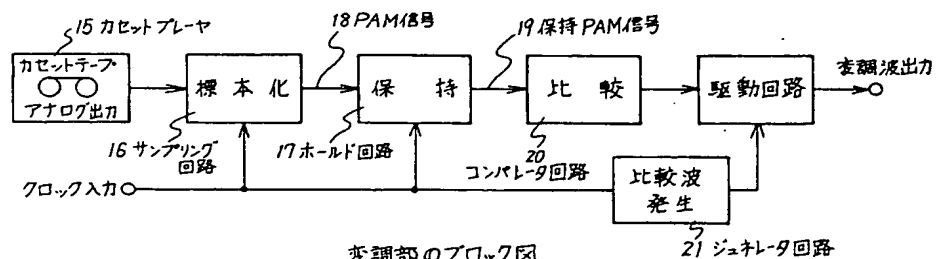 15 カセットプレーヤ
18 PAM信号
19 保持PAM信号
カセットテープ
アナログ出力
標本化
保持
比較
駆動回路
変調波出力
16 サンプリング
回路
17 ホールド回路
20
コンパレータ回路
クロック入力
比較波
発生
21 ジェネレータ回路
変調部のブロック図